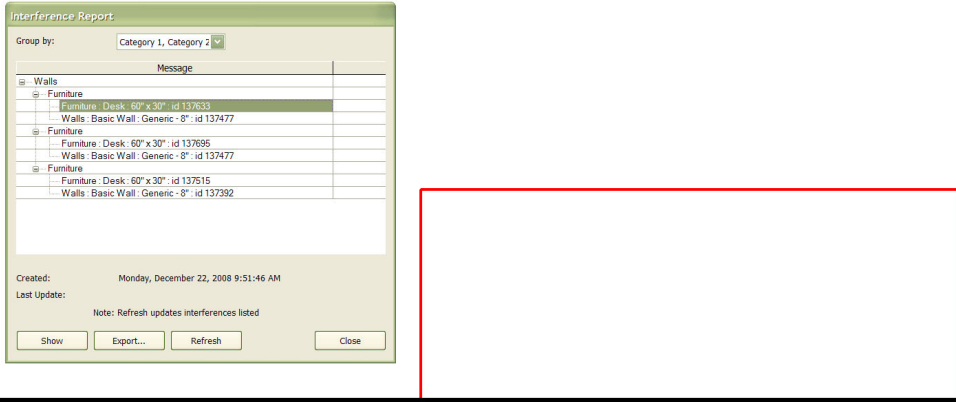 Interference Report
Group by: Category 1, Category 2
Message
Walls
Furniture
Furniture : Desk : 60" x 30" : id 137633
Walls : Basic Wall : Generic - 8" : id 137477
Furniture
Furniture : Desk : 60" x 30" : id 137695
Walls : Basic Wall : Generic - 8" : id 137477
Furniture
Furniture : Desk : 60" x 30" : id 137515
Walls : Basic Wall : Generic - 8" : id 137392
Created: Monday, December 22, 2008 9:51:46 AM
Last Update:
Note: Refresh updates interferences listed
Show Export... Refresh Close